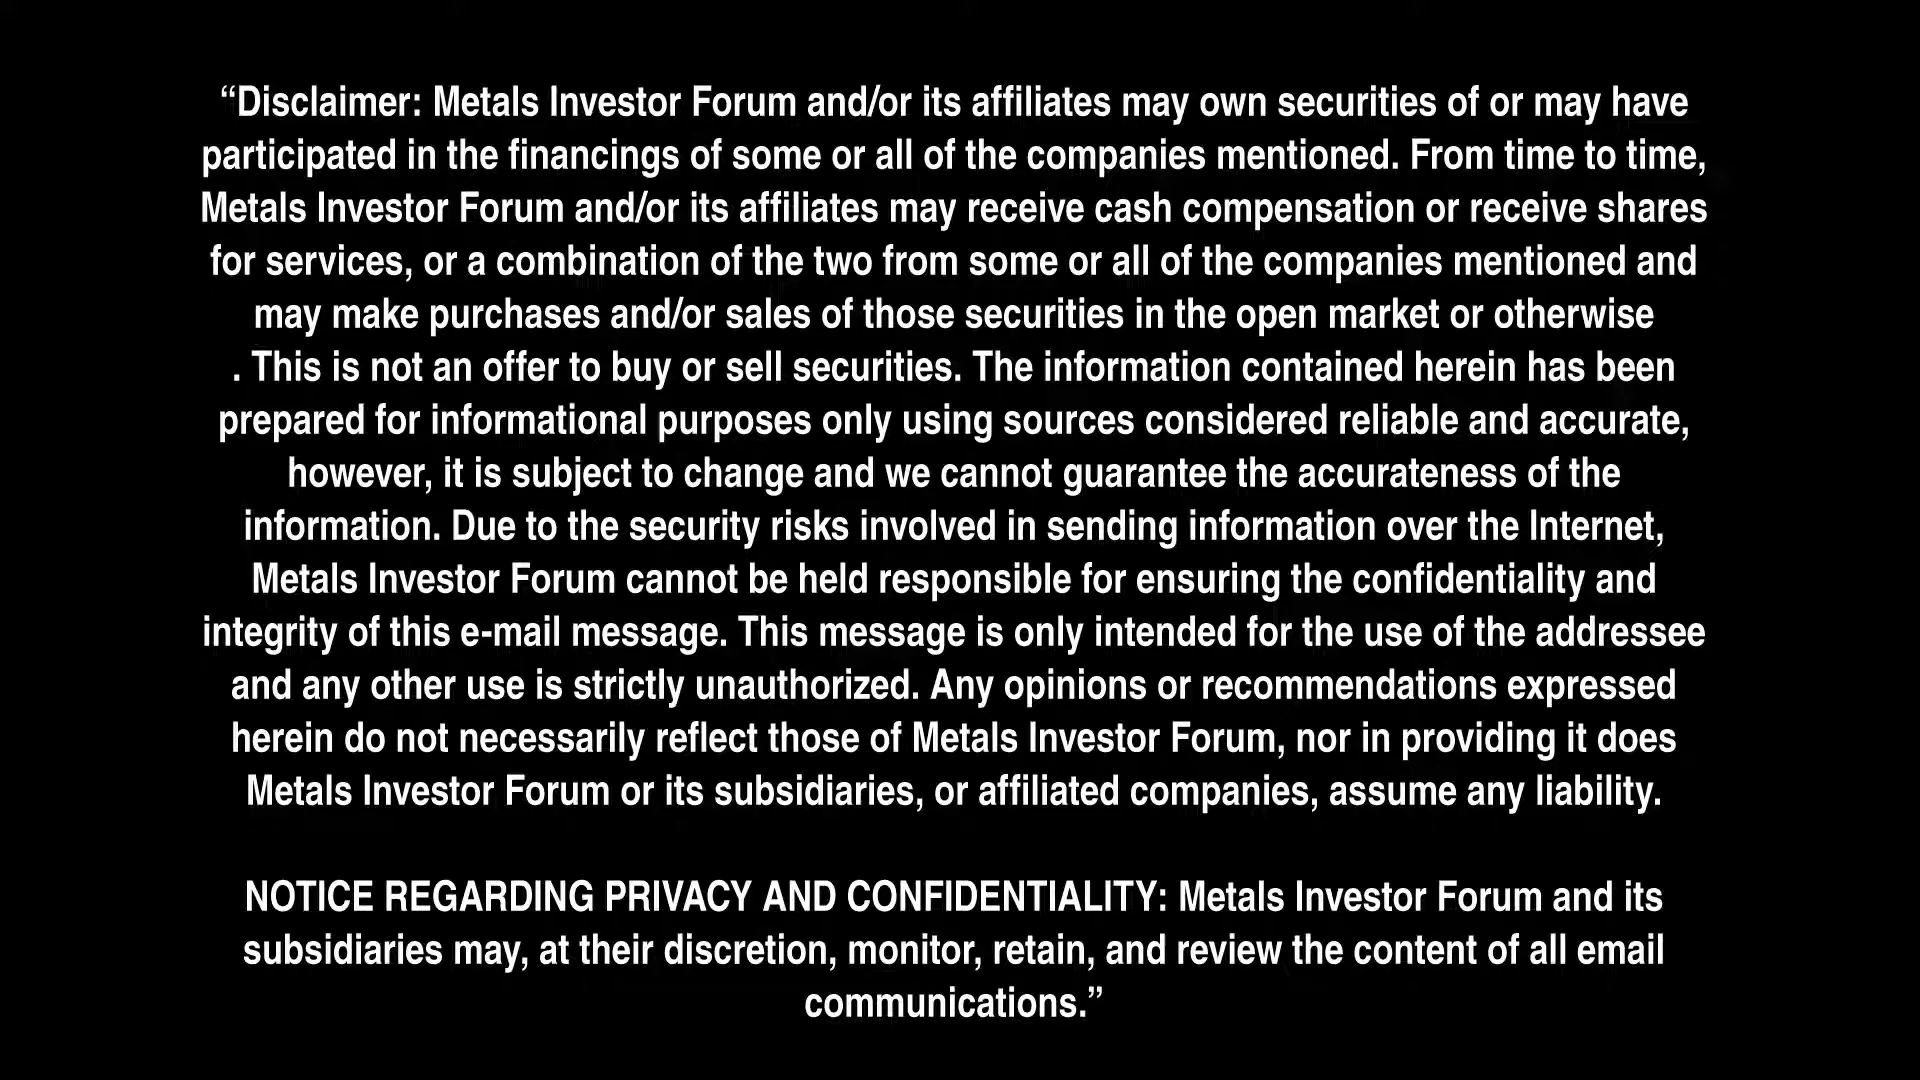 “Disclaimer: Metals Investor Forum and/or its affiliates may own securities of or may have
participated in the financings of some or all of the companies mentioned. From time to time,
Metals Investor Forum and/or its affiliates may receive cash compensation or receive shares
for services, or a combination of the two from some or all of the companies mentioned and
may make purchases and/or sales of those securities in the open market or otherwise
. This is not an offer to buy or sell securities. The information contained herein has been
prepared for informational purposes only using sources considered reliable and accurate,
however, it is subject to change and we cannot guarantee the accurateness of the
information. Due to the security risks involved in sending information over the Internet,
Metals Investor Forum cannot be held responsible for ensuring the confidentiality and
integrity of this e-mail message. This message is only intended for the use of the addressee
and any other use is strictly unauthorized. Any opinions or recommendations expressed
herein do not necessarily reflect those of Metals Investor Forum, nor in providing it does
Metals Investor Forum or its subsidiaries, or affiliated companies, assume any liability.
NOTICE REGARDING PRIVACY AND CONFIDENTIALITY: Metals Investor Forum and its
subsidiaries may, at their discretion, monitor, retain, and review the content of all email
communications.”